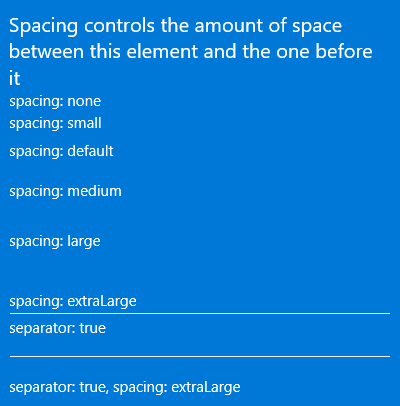 Spacing controls the amount of space
between this element and the one before
it
spacing: none
spacing: small
spacing: default
spacing: medium
spacing: large
spacing: extraLarge
separator: true
separator: true, spacing: extraLarge